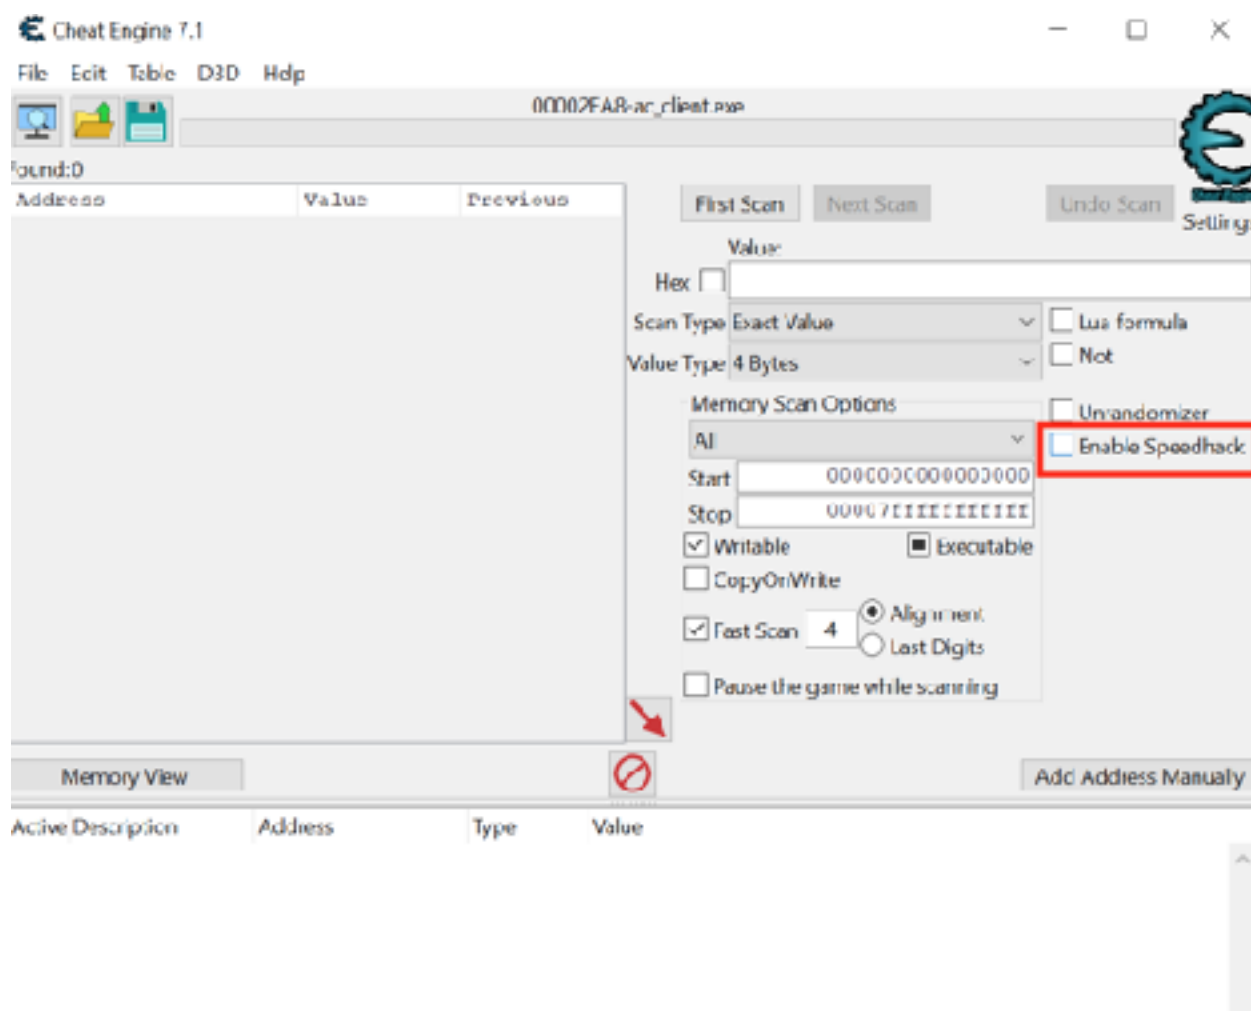 Cheat Engine 7.1
File Edit Table D3D Help
ac_client.exe
Found:0
Address Value Previous
First Scan Next Scan Undo Scan
Settings
Value:
Hex
Scan Type Exact Value Lua formula
Value Type 4 Bytes Not
Memory Scan Options Unrandomizer
All Enable Speedhack
Start 0000000000000000
Stop 00007fffffffffff
Writable Executable
CopyOnWrite
Fast Scan 4 Alignment
Last Digits
Pause the game while scanning
Memory View Add Address Manually
Active Description Address Type Value